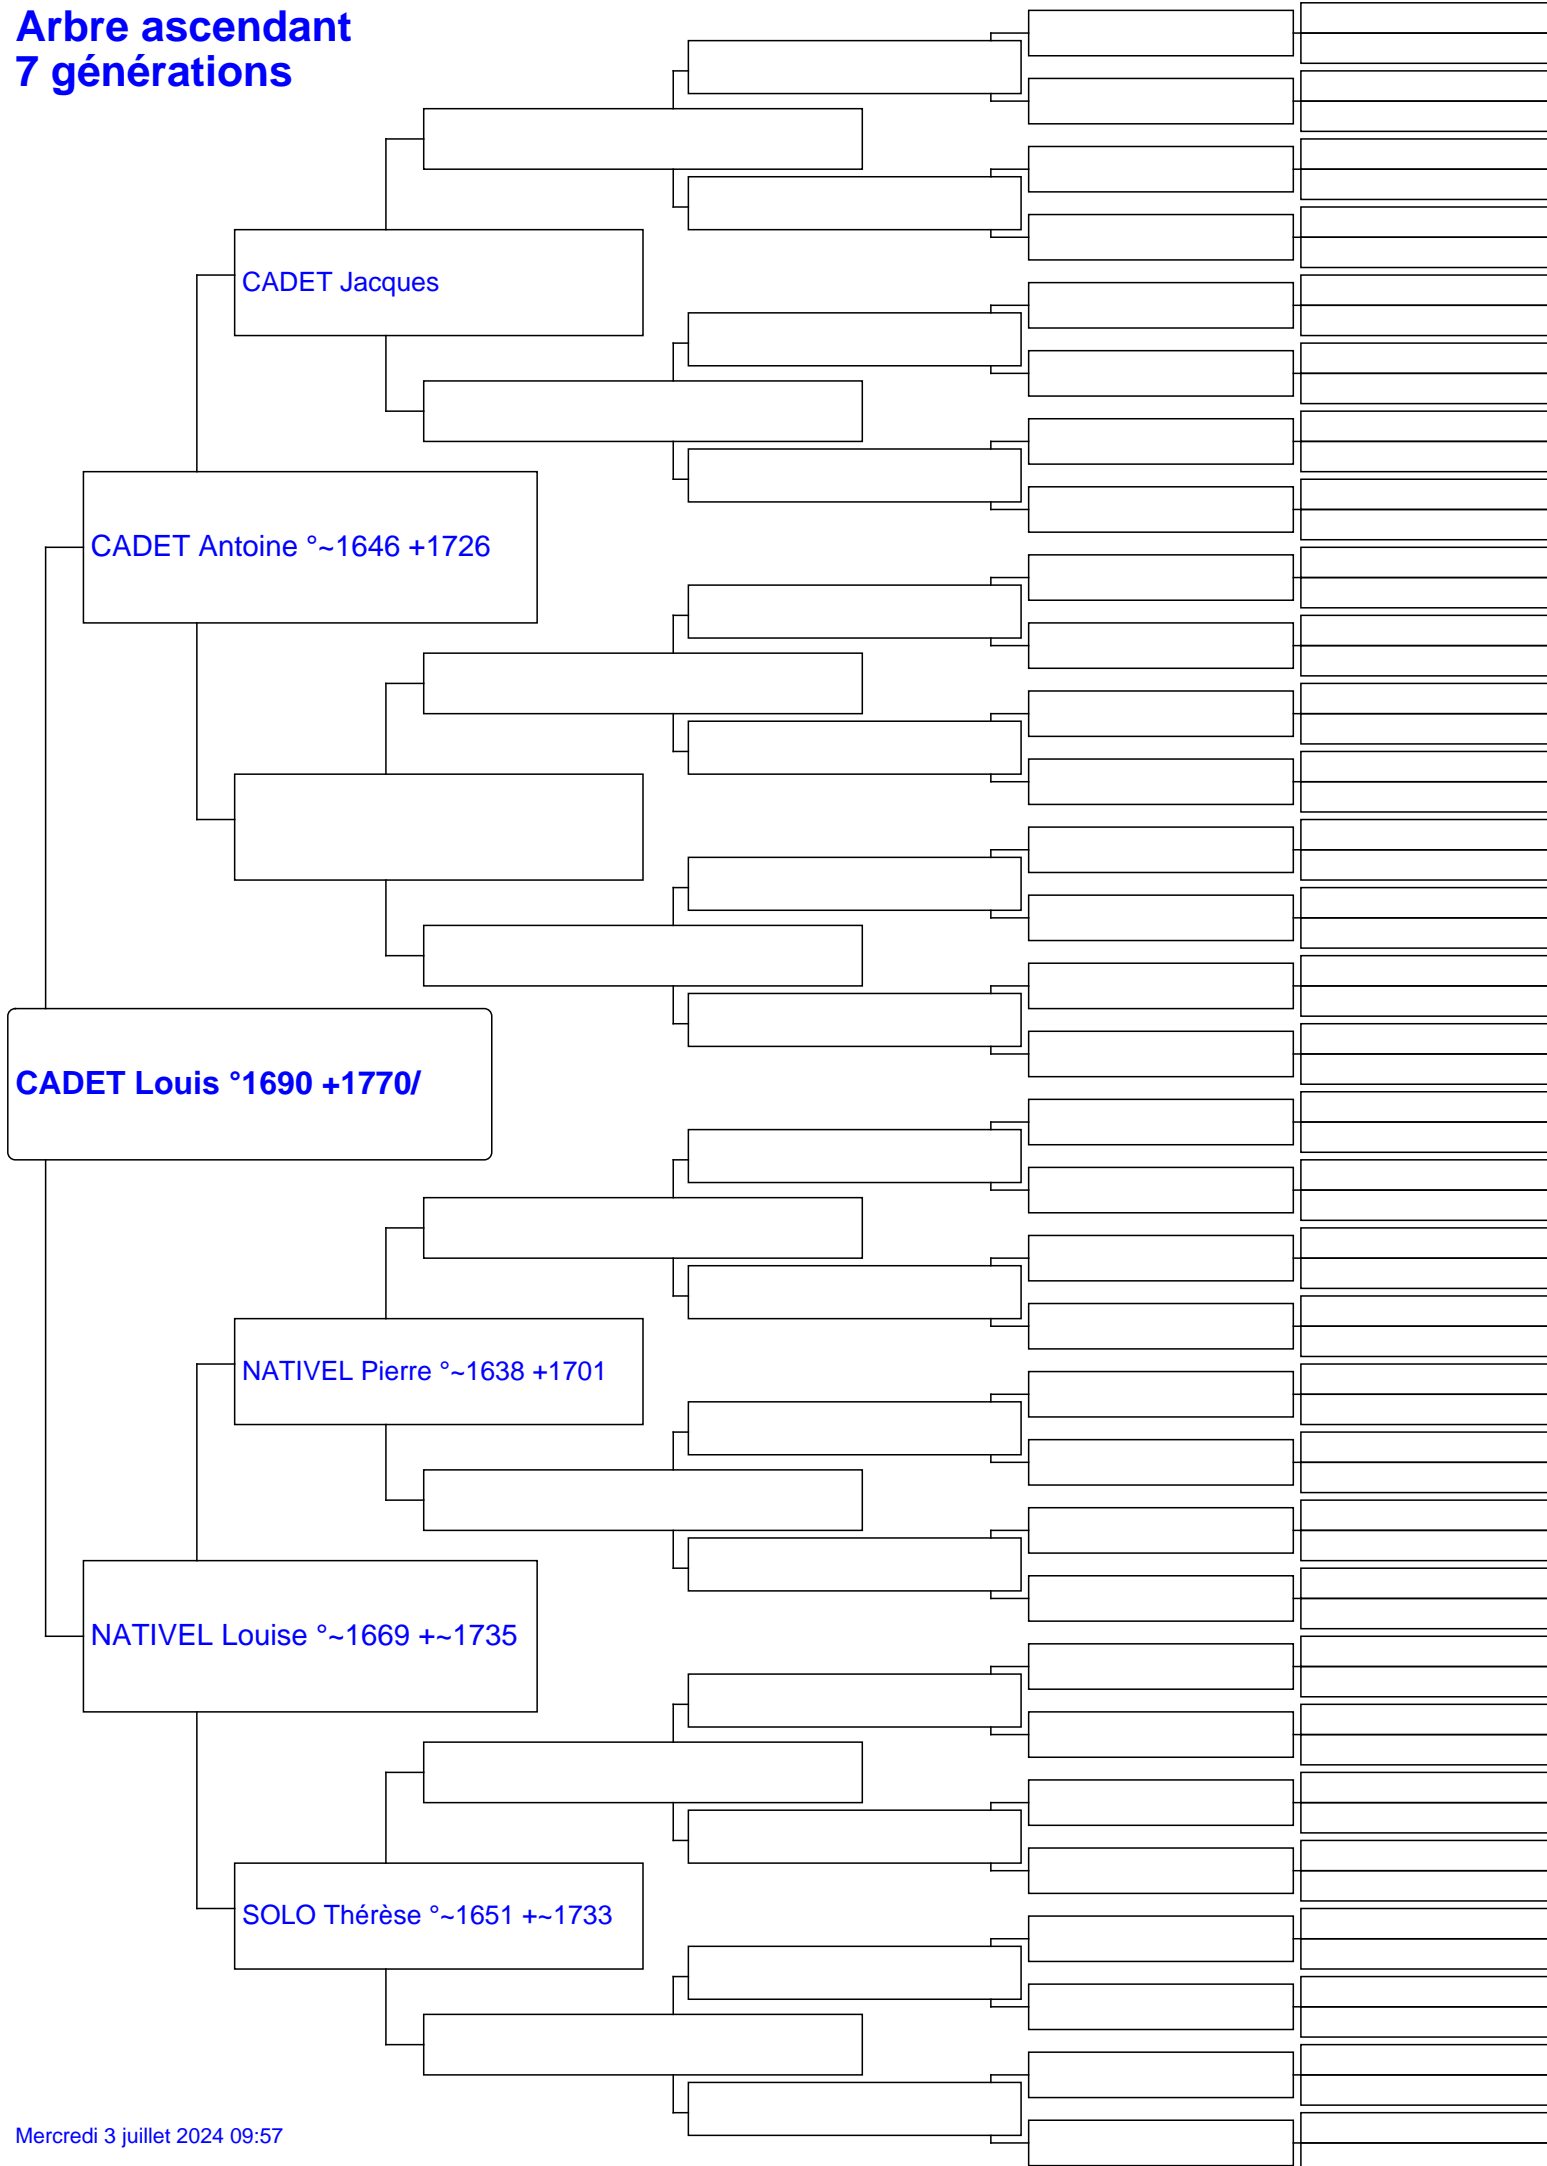 Arbre ascendant
7 générations
CADET Jacques
CADET Antoine °~1646 +1726
CADET Louis °1690 +1770/
NATIVEL Pierre °~1638 +1701
NATIVEL Louise °~1669 +~1735
SOLO Thérèse °~1651 +~1733
Mercredi 3 juillet 2024 09:57